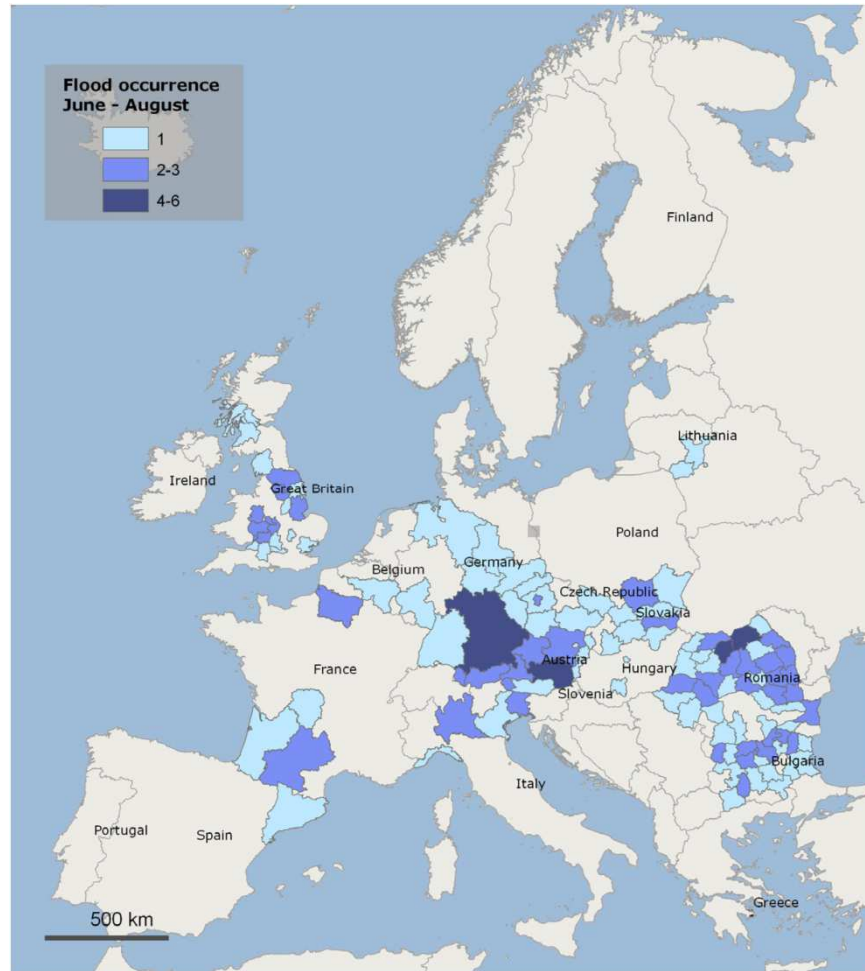 Flood occurrence
June - August
1
2-3
4-6
Finland
Lithuania
Ireland
Great Britain
Poland
Germany
Belgium
Czech Republic
Slovakia
France
Austria
Hungary
Romania
Slovenia
Bulgaria
Italy
Portugal
Spain
Greece
500 km